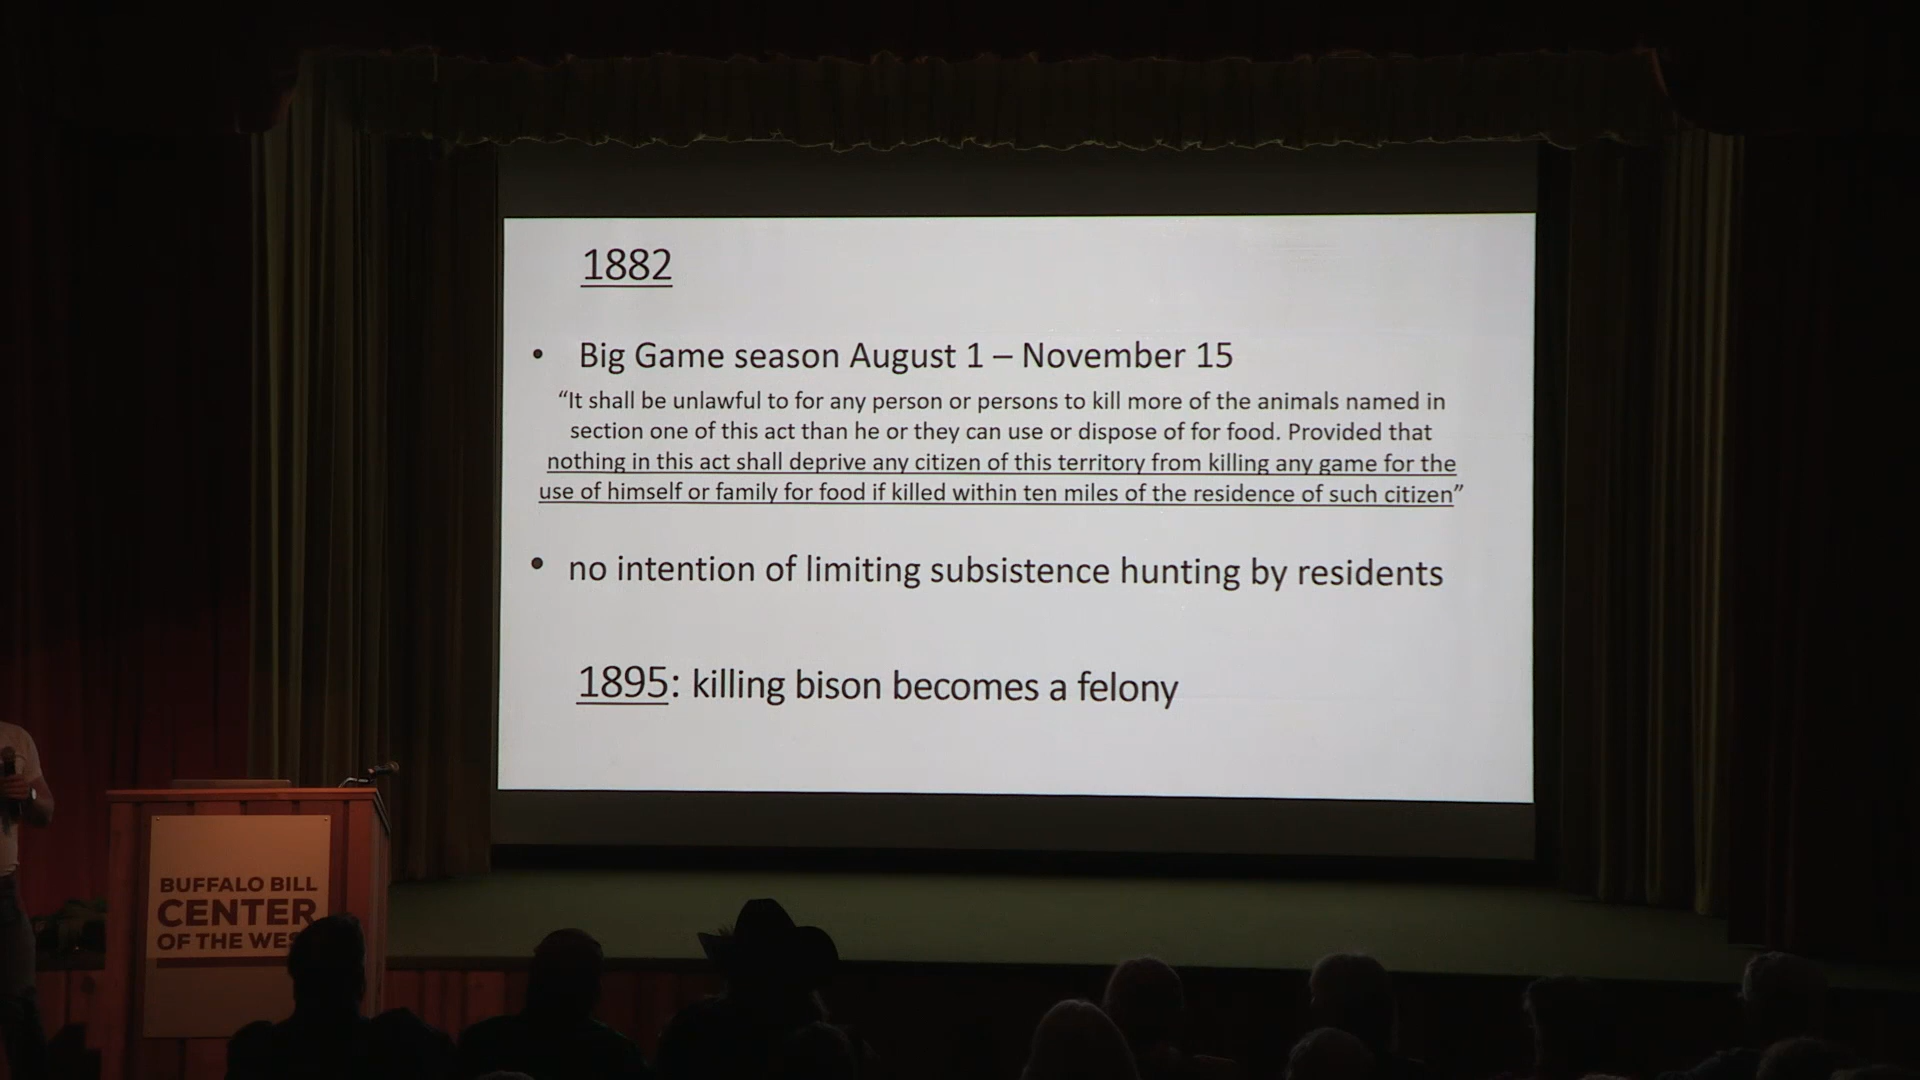 1882
• Big Game season August 1 – November 15
“It shall be unlawful to for any person or persons to kill more of the animals named in
section one of this act than he or they can use or dispose of for food. Provided that
nothing in this act shall deprive any citizen of this territory from killing any game for the
use of himself or family for food if killed within ten miles of the residence of such citizen”
• no intention of limiting subsistence hunting by residents
1895: killing bison becomes a felony
BUFFALO BILL
CENTER
OF THE WES